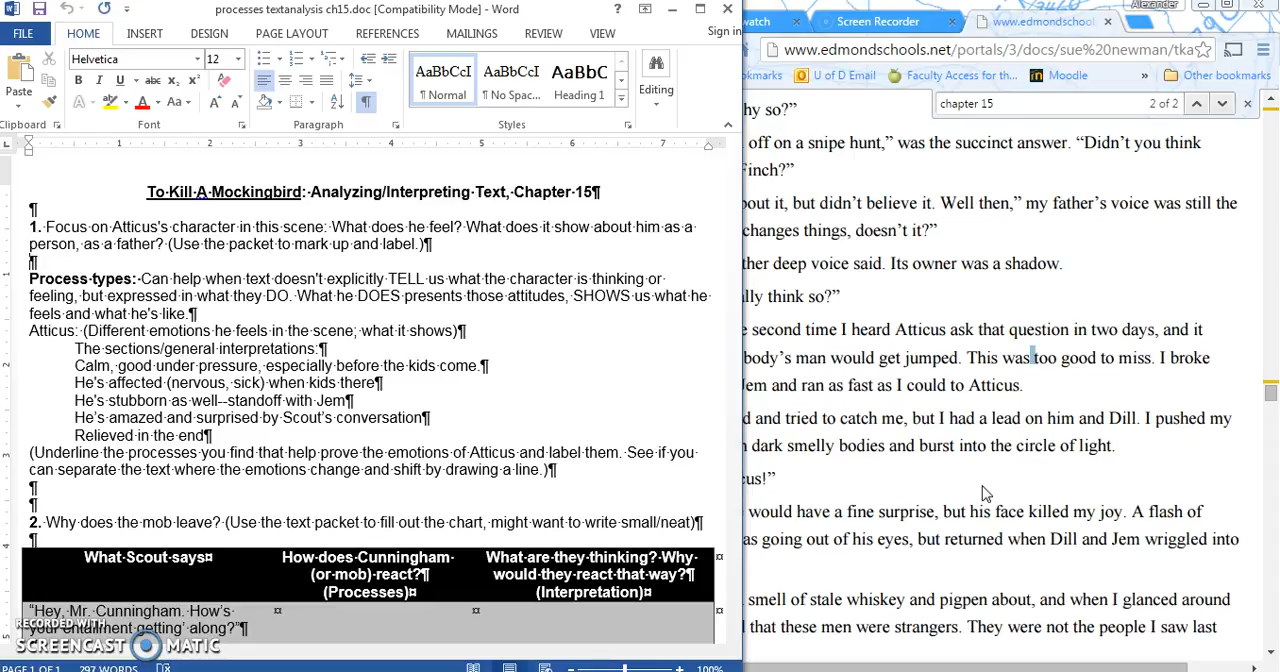 processes textanalysis ch15.doc [Compatibility Mode] - Word
FILE HOME INSERT DESIGN PAGE LAYOUT REFERENCES MAILINGS REVIEW VIEW Sign in
Paste
Helvetica 12
B I U abc x₂ x²
A A Aa A A
AaBbCcI AaBbCcI AaBbC
¶ Normal ¶ No Spac... Heading 1
Editing
Clipboard Font Paragraph Styles
1 2 3 4 5 6 7
To·Kill·A·Mockingbird:·Analyzing/Interpreting·Text,·Chapter·15¶
¶
1.·Focus·on·Atticus's·character·in·this·scene:·What·does·he·feel?·What·does·it·show·about·him·as·a·
person,·as·a·father?·(Use·the·packet·to·mark·up·and·label.)¶
¶
Process·types:·Can·help·when·text·doesn't·explicitly·TELL·us·what·the·character·is·thinking·or·
feeling,·but·expressed·in·what·they·DO.·What·he·DOES·presents·those·attitudes,·SHOWS·us·what·he·
feels·and·what·he's·like.¶
Atticus:·(Different·emotions·he·feels·in·the·scene;·what·it·shows)¶
The·sections/general·interpretations:¶
Calm,·good·under·pressure,·especially·before·the·kids·come.¶
He's·affected·(nervous,·sick)·when·kids·there¶
He's·stubborn·as·well--standoff·with·Jem¶
He's·amazed·and·surprised·by·Scout's·conversation¶
Relieved·in·the·end¶
(Underline·the·processes·you·find·that·help·prove·the·emotions·of·Atticus·and·label·them.·See·if·you·
can·separate·the·text·where·the·emotions·change·and·shift·by·drawing·a·line.)¶
¶
¶
2.·Why·does·the·mob·leave?·(Use·the·text·packet·to·fill·out·the·chart,·might·want·to·write·small/neat)¶
¶
What·Scout·says¤ How·does·Cunningham· What·are·they·thinking?·Why·
(or·mob)·react?¶ would·they·react·that·way?¶
(Processes)¤ (Interpretation)¤
"Hey,·Mr.·Cunningham.·How's·
your·entailment·getting'·along?"¶
RECORDED WITH
SCREENCAST MATIC
PAGE 1 OF 1 297 WORDS 100%
Alexander
watch Screen Recorder www.edmondschool
www.edmondschools.net/portals/3/docs/sue%20newman/tka
kmarks U of D Email Faculty Access for th... Moodle » Other bookmarks
chapter 15 2 of 2
hy so?"
off on a snipe hunt," was the succinct answer. "Didn't you think
Finch?"
bout it, but didn't believe it. Well then," my father's voice was still the
changes things, doesn't it?"
ther deep voice said. Its owner was a shadow.
lly think so?"
e second time I heard Atticus ask that question in two days, and it
body's man would get jumped. This was too good to miss. I broke
Jem and ran as fast as I could to Atticus.
d and tried to catch me, but I had a lead on him and Dill. I pushed my
n dark smelly bodies and burst into the circle of light.
cus!"
would have a fine surprise, but his face killed my joy. A flash of
as going out of his eyes, but returned when Dill and Jem wriggled into
smell of stale whiskey and pigpen about, and when I glanced around
d that these men were strangers. They were not the people I saw last